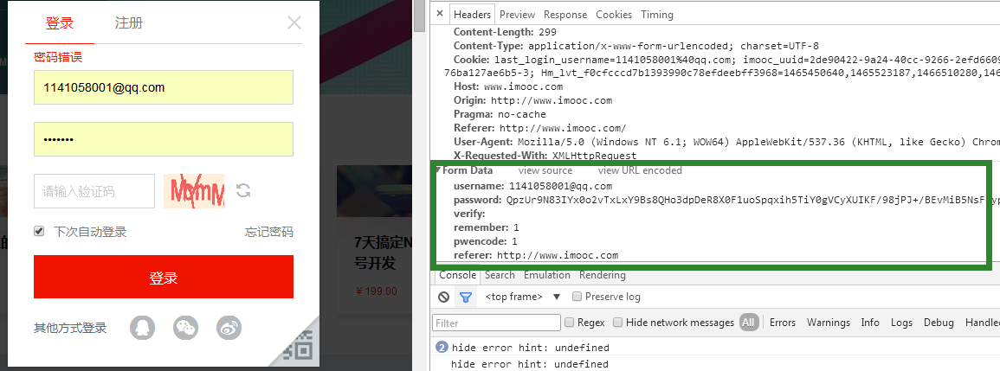 登录 注册
密码错误
1141058001@qq.com
•••••••
请输入验证码
下次自动登录 忘记密码
登录
其他方式登录
7天搞定N
号开发
￥199.00
× Headers Preview Response Cookies Timing
Content-Length: 299
Content-Type: application/x-www-form-urlencoded; charset=UTF-8
Cookie: last_login_username=1141058001%40qq.com; imooc_uuid=2de90422-9a24-40cc-9266-2efd6609
76ba127ae6b5-3; Hm_lvt_f0cfcccd7b1393990c78efdeebff3968=1465450640,1465523187,1466510280,146
Host: www.imooc.com
Origin: http://www.imooc.com
Pragma: no-cache
Referer: http://www.imooc.com/
User-Agent: Mozilla/5.0 (Windows NT 6.1; WOW64) AppleWebKit/537.36 (KHTML, like Gecko) Chrom
X-Requested-With: XMLHttpRequest
▼Form Data view source view URL encoded
username: 1141058001@qq.com
password: QpzUr9N83IYx0o2vTxLxY9Bs8QHo3dpDeR8X0F1uoSpqxih5TiY0gVCyXUIKF/98jPJ+/BEvMiB5NsF
verify:
remember: 1
pwencode: 1
referer: http://www.imooc.com
Console Search Emulation Rendering
<top frame> ▼ Preserve log
Filter Regex Hide network messages All Errors Warnings Info Logs Debug Handle
2 hide error hint: undefined
hide error hint: undefined